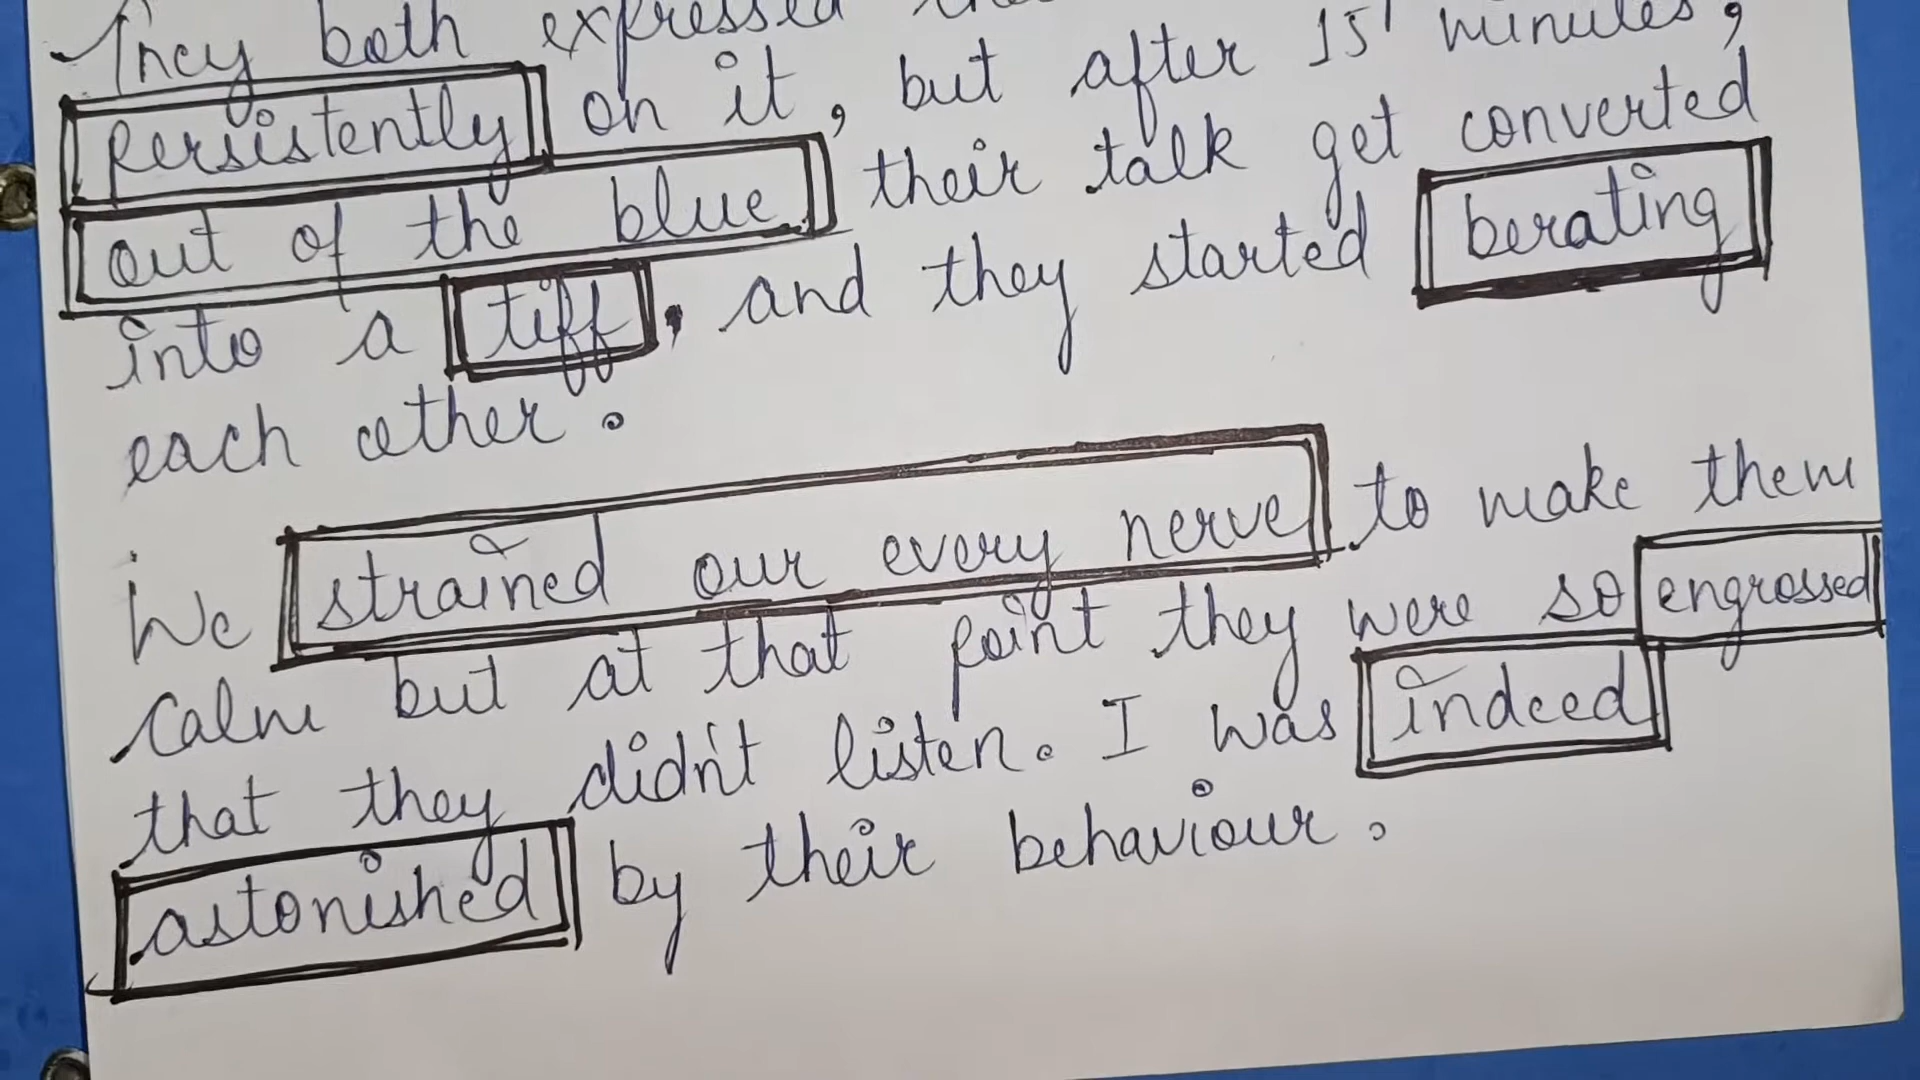 They both expressed
persistently on it, but after 15 minutes,
out of the blue their talk get converted
into a tiff, and they started berating
each other.
We strained our every nerve to make them
calm but at that point they were so engrossed
that they didn't listen. I was indeed
astonished by their behaviour.